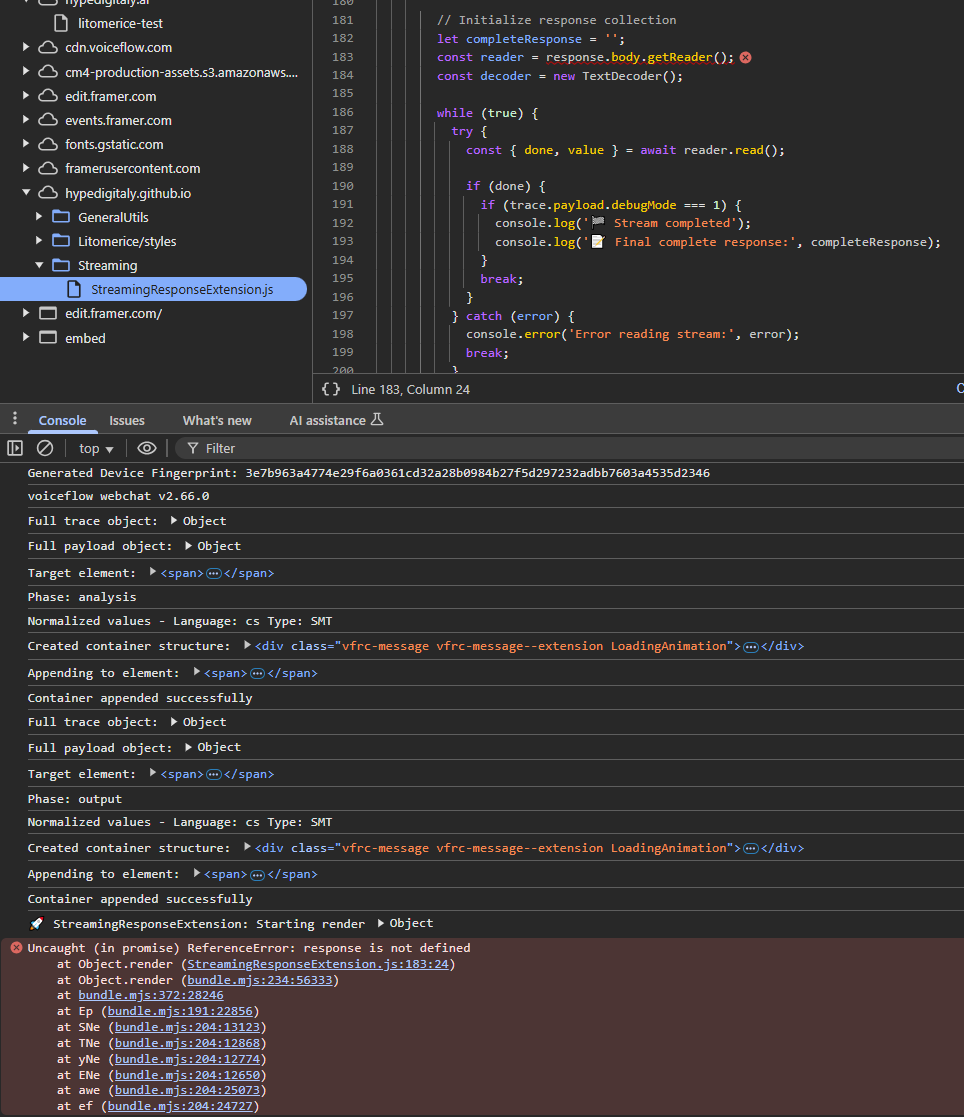 hypedigitaly.ai
litomerice-test
cdn.voiceflow.com
cm4-production-assets.s3.amazonaws....
edit.framer.com
events.framer.com
fonts.gstatic.com
framerusercontent.com
hypedigitaly.github.io
GeneralUtils
Litomerice/styles
Streaming
StreamingResponseExtension.js
edit.framer.com/
embed
180
181 // Initialize response collection
182 let completeResponse = '';
183 const reader = response.body.getReader();
184 const decoder = new TextDecoder();
185
186 while (true) {
187 try {
188 const { done, value } = await reader.read();
189
190 if (done) {
191 if (trace.payload.debugMode === 1) {
192 console.log('🏁 Stream completed');
193 console.log('📝 Final complete response:', completeResponse);
194 }
195 break;
196 }
197 } catch (error) {
198 console.error('Error reading stream:', error);
199 break;
200 }
{} Line 183, Column 24
Console Issues What's new AI assistance
top Filter
Generated Device Fingerprint: 3e7b963a4774e29f6a0361cd32a28b0984b27f5d297232adbb7603a4535d2346
voiceflow webchat v2.66.0
Full trace object: ▶ Object
Full payload object: ▶ Object
Target element: ▶ <span>…</span>
Phase: analysis
Normalized values - Language: cs Type: SMT
Created container structure: ▶ <div class="vfrc-message vfrc-message--extension LoadingAnimation">…</div>
Appending to element: ▶ <span>…</span>
Container appended successfully
Full trace object: ▶ Object
Full payload object: ▶ Object
Target element: ▶ <span>…</span>
Phase: output
Normalized values - Language: cs Type: SMT
Created container structure: ▶ <div class="vfrc-message vfrc-message--extension LoadingAnimation">…</div>
Appending to element: ▶ <span>…</span>
Container appended successfully
🚀 StreamingResponseExtension: Starting render ▶ Object
Uncaught (in promise) ReferenceError: response is not defined
at Object.render (StreamingResponseExtension.js:183:24)
at Object.render (bundle.mjs:234:56333)
at bundle.mjs:372:28246
at Ep (bundle.mjs:191:22856)
at SNe (bundle.mjs:204:13123)
at TNe (bundle.mjs:204:12868)
at yNe (bundle.mjs:204:12774)
at ENe (bundle.mjs:204:12650)
at awe (bundle.mjs:204:25073)
at ef (bundle.mjs:204:24727)